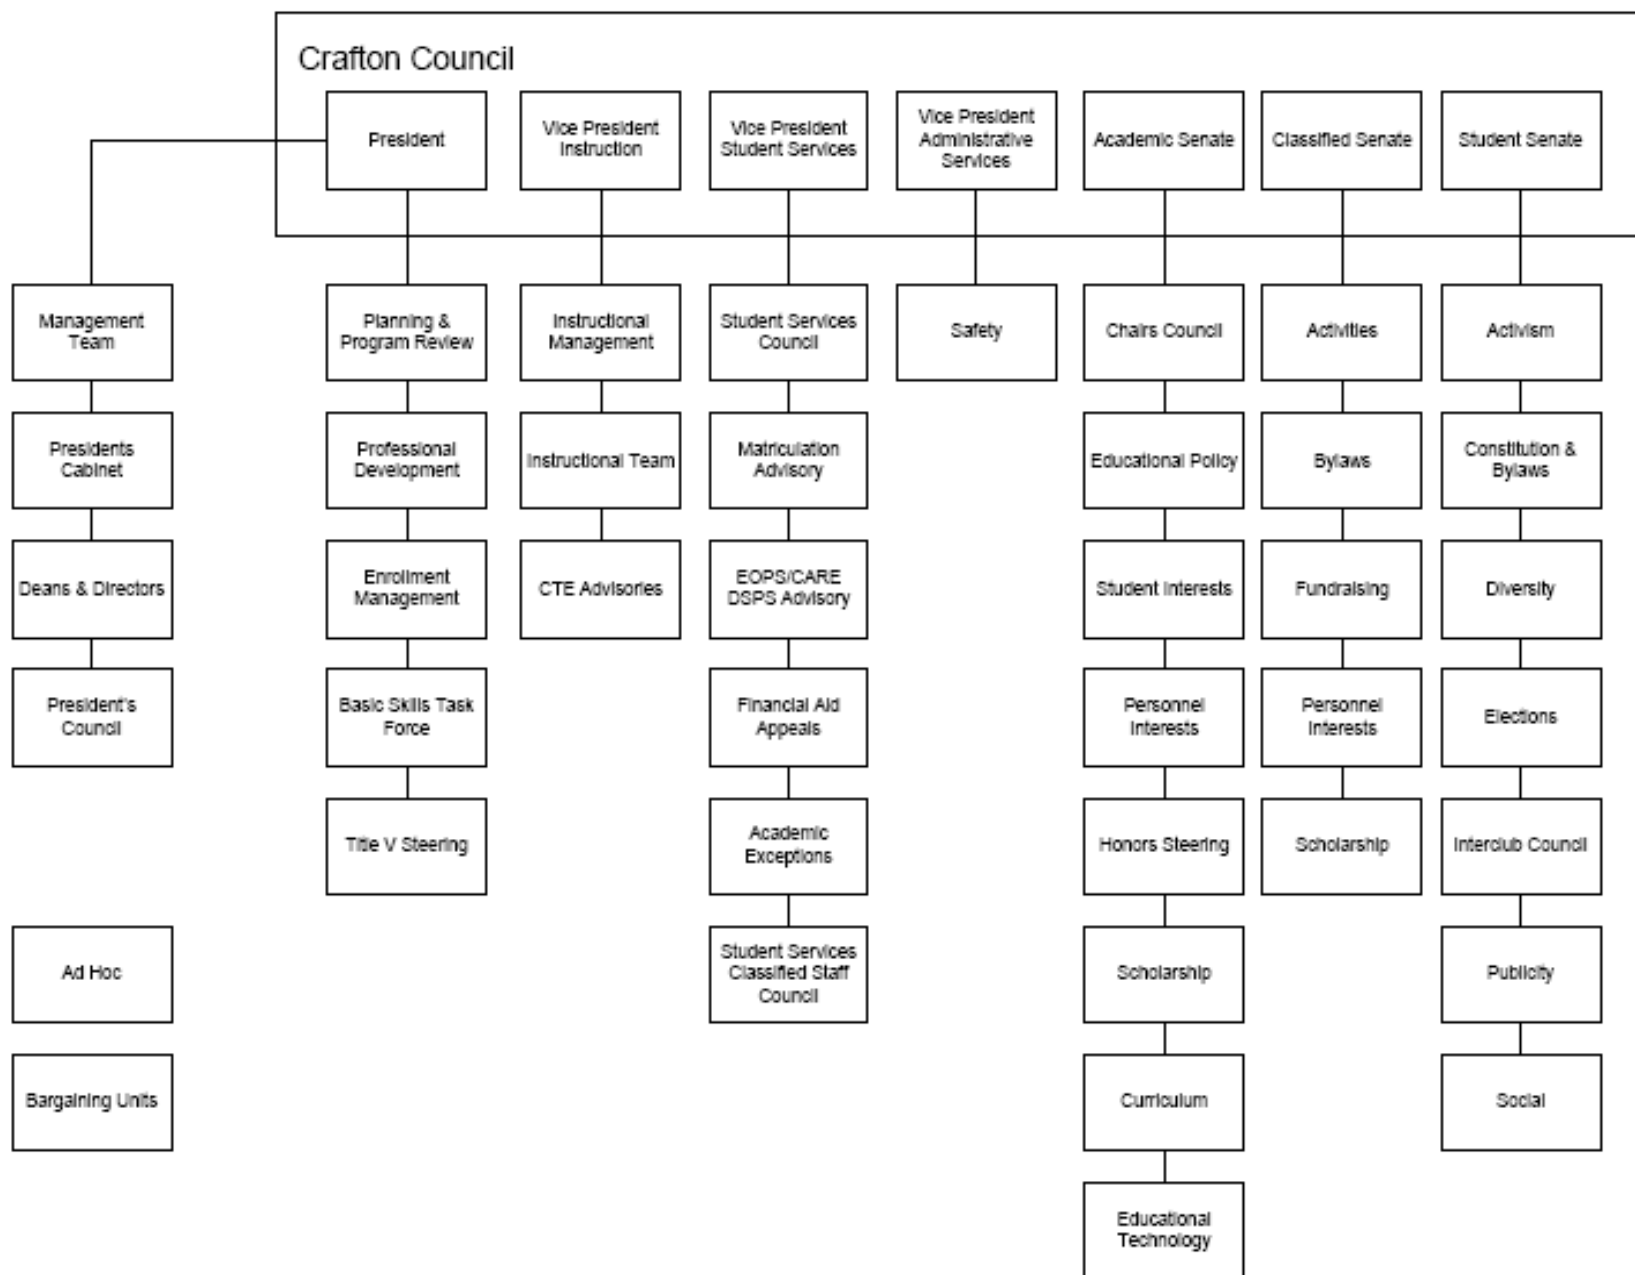 Crafton Council
President
Vice President
Instruction
Vice President
Student Services
Vice President
Administrative
Services
Academic Senate
Classified Senate
Student Senate
Management
Team
Planning &
Program Review
Instructional
Management
Student Services
Council
Safety
Chairs Council
Activities
Activism
Presidents
Cabinet
Professional
Development
Instructional Team
Matriculation
Advisory
Educational Policy
Bylaws
Constitution &
Bylaws
Deans & Directors
Enrollment
Management
CTE Advisories
EOPS/CARE
DSPS Advisory
Student Interests
Fundraising
Diversity
President's
Council
Basic Skills Task
Force
Financial Aid
Appeals
Personnel
Interests
Personnel
Interests
Elections
Title V Steering
Academic
Exceptions
Honors Steering
Scholarship
Interclub Council
Ad Hoc
Student Services
Classified Staff
Council
Scholarship
Publicity
Bargaining Units
Curriculum
Social
Educational
Technology